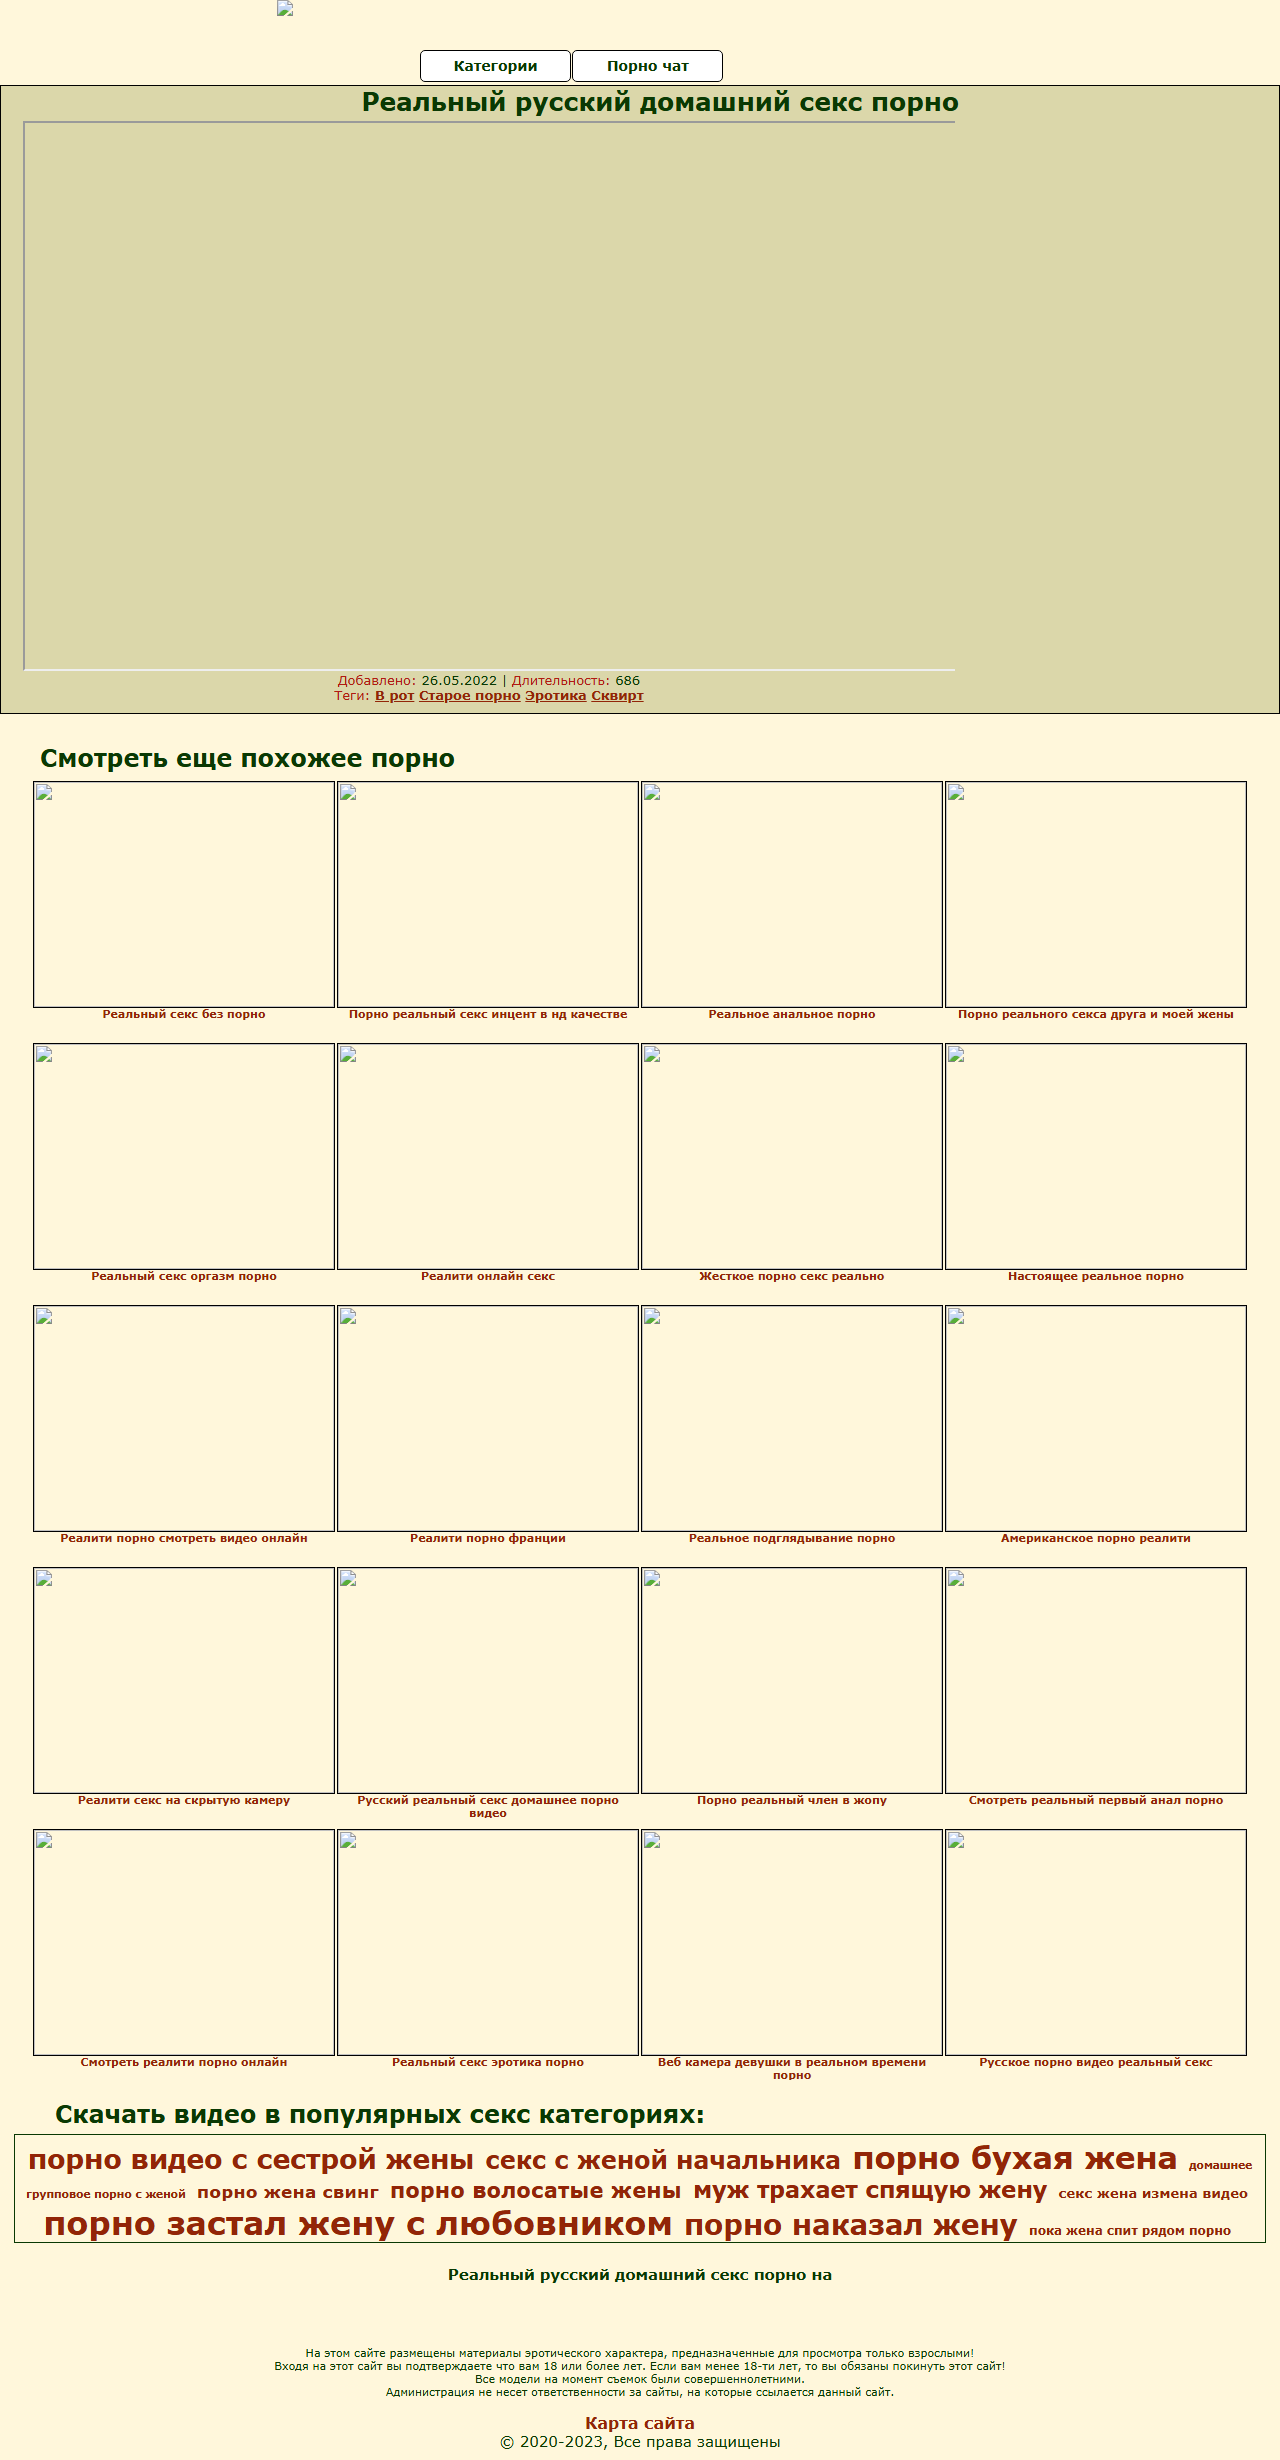 Категории
Порно чат
Реальный русский домашний секс порно
Добавлено: 26.05.2022 | Длительность: 686
Теги: В рот Старое порно Эротика Сквирт
Смотреть еще похожее порно
Реальный секс без порно
Порно реальный секс инцент в нд качестве
Реальное анальное порно
Порно реального секса друга и моей жены
Реальный секс оргазм порно
Реалити онлайн секс
Жесткое порно секс реально
Настоящее реальное порно
Реалити порно смотреть видео онлайн
Реалити порно франции
Реальное подглядывание порно
Американское порно реалити
Реалити секс на скрытую камеру
Русский реальный секс домашнее порно
видео
Порно реальный член в жопу
Смотреть реальный первый анал порно
Смотреть реалити порно онлайн
Реальный секс эротика порно
Веб камера девушки в реальном времени
порно
Русское порно видео реальный секс
Скачать видео в популярных секс категориях:
порно видео с сестрой жены секс с женой начальника порно бухая жена домашнее
групповое порно с женой порно жена свинг порно волосатые жены муж трахает спящую жену секс жена измена видео
порно застал жену с любовником порно наказал жену пока жена спит рядом порно
Реальный русский домашний секс порно на
На этом сайте размещены материалы эротического характера, предназначенные для просмотра только взрослыми!
Входя на этот сайт вы подтверждаете что вам 18 или более лет. Если вам менее 18-ти лет, то вы обязаны покинуть этот сайт!
Все модели на момент съемок были совершеннолетними.
Администрация не несет ответственности за сайты, на которые ссылается данный сайт.
Карта сайта
© 2020-2023, Все права защищены